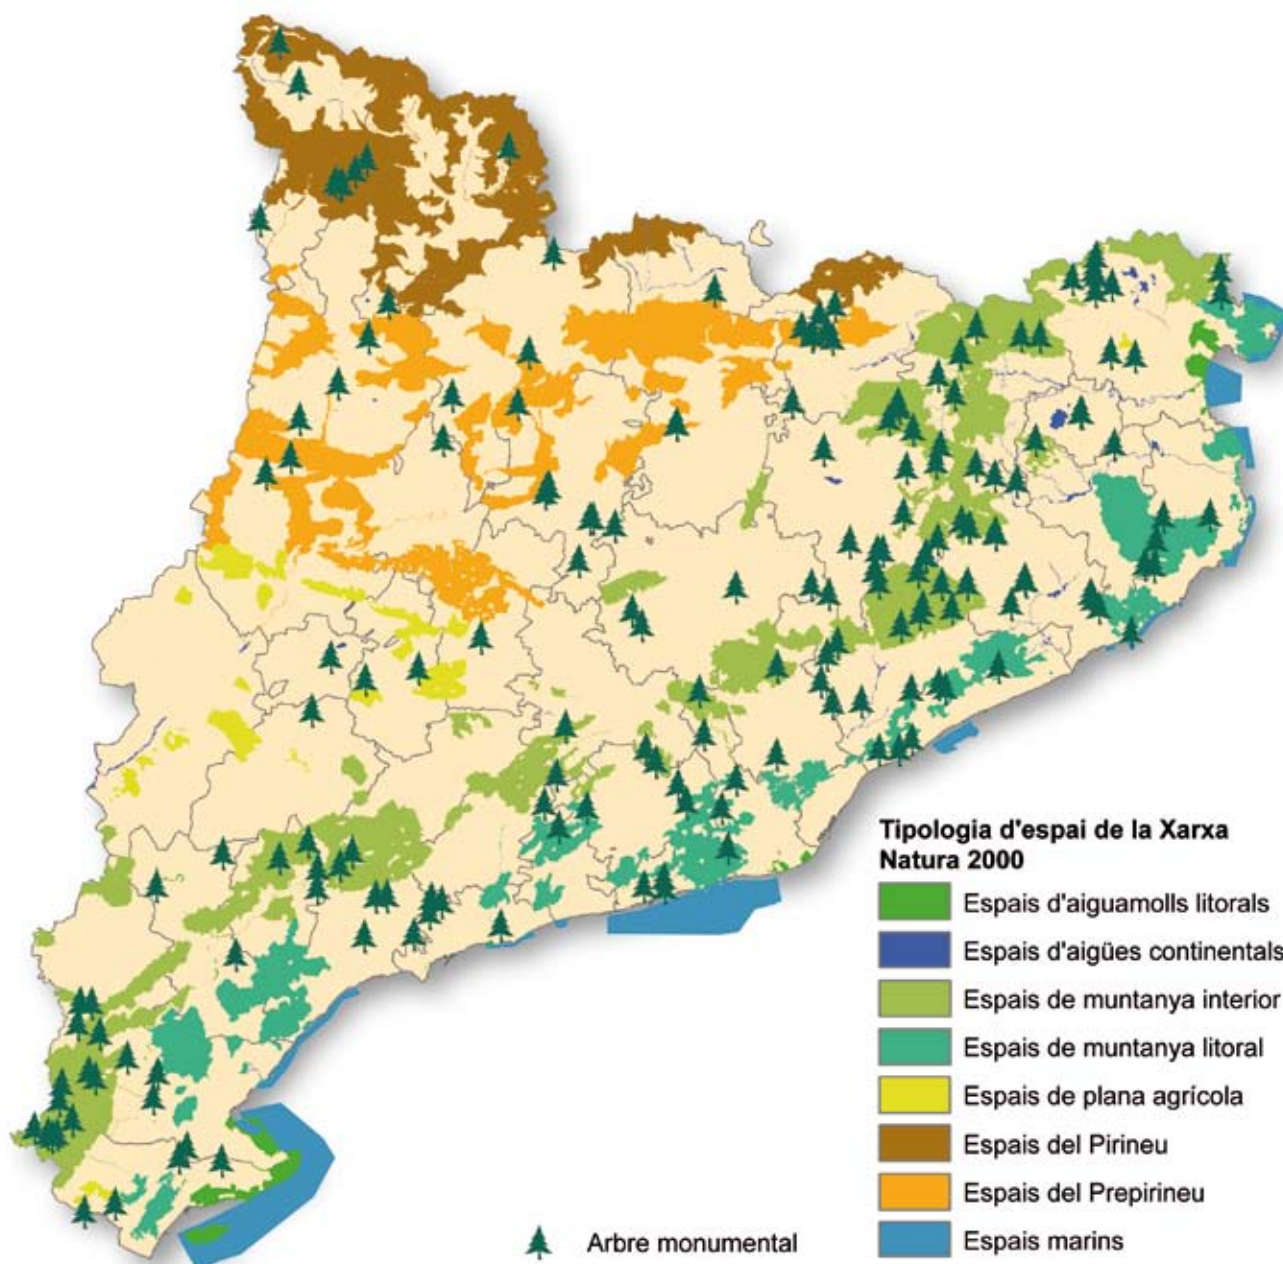 Tipologia d'espai de la Xarxa
Natura 2000
Espais d'aiguamolls litorals
Espais d'aigües continentals
Espais de muntanya interior
Espais de muntanya litoral
Espais de plana agrícola
Espais del Pirineu
Espais del Prepirineu
Espais marins
Arbre monumental